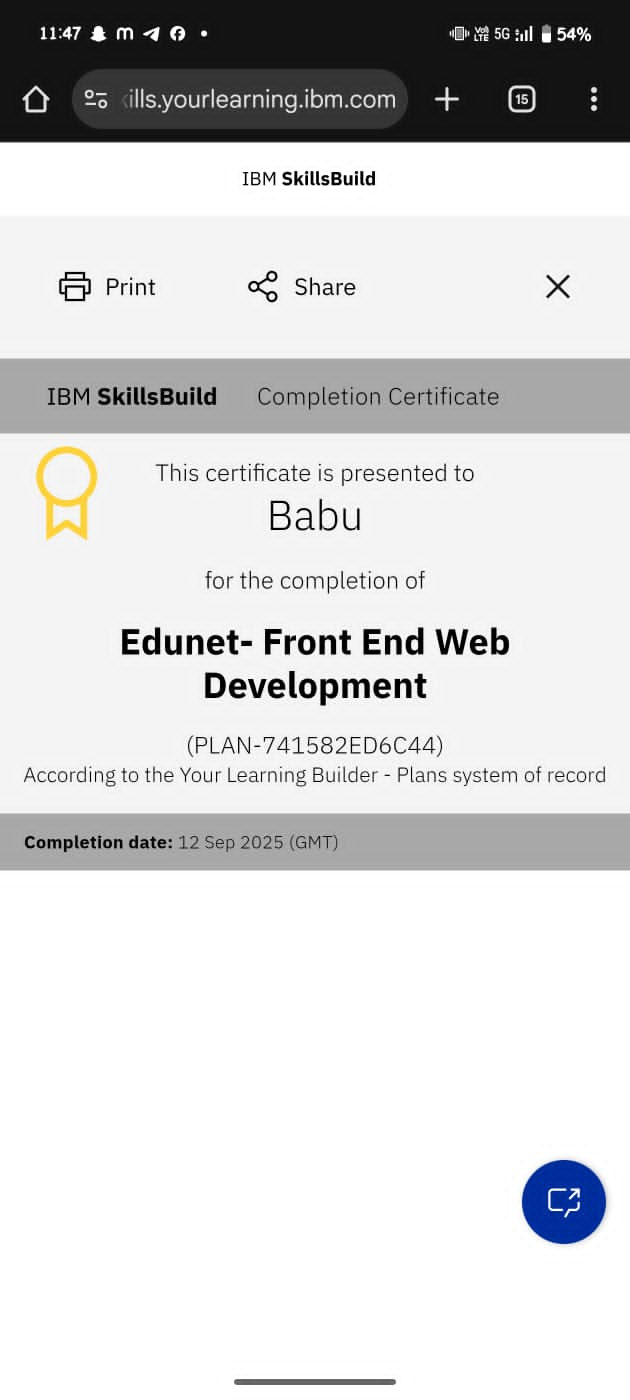 11:47
Vo) LTE 5G 54%
ills.yourlearning.ibm.com
15
IBM SkillsBuild
Print Share
IBM SkillsBuild Completion Certificate
This certificate is presented to
Babu
for the completion of
Edunet- Front End Web
Development
(PLAN-741582ED6C44)
According to the Your Learning Builder - Plans system of record
Completion date: 12 Sep 2025 (GMT)